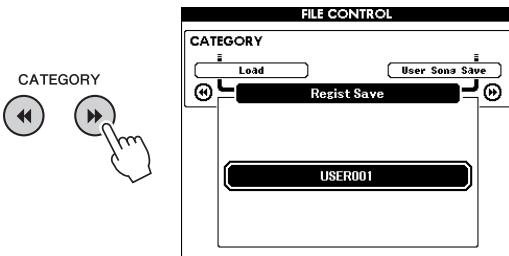 FILE CONTROL
CATEGORY
Load
User Song Save
Regist Save
CATEGORY
USER001